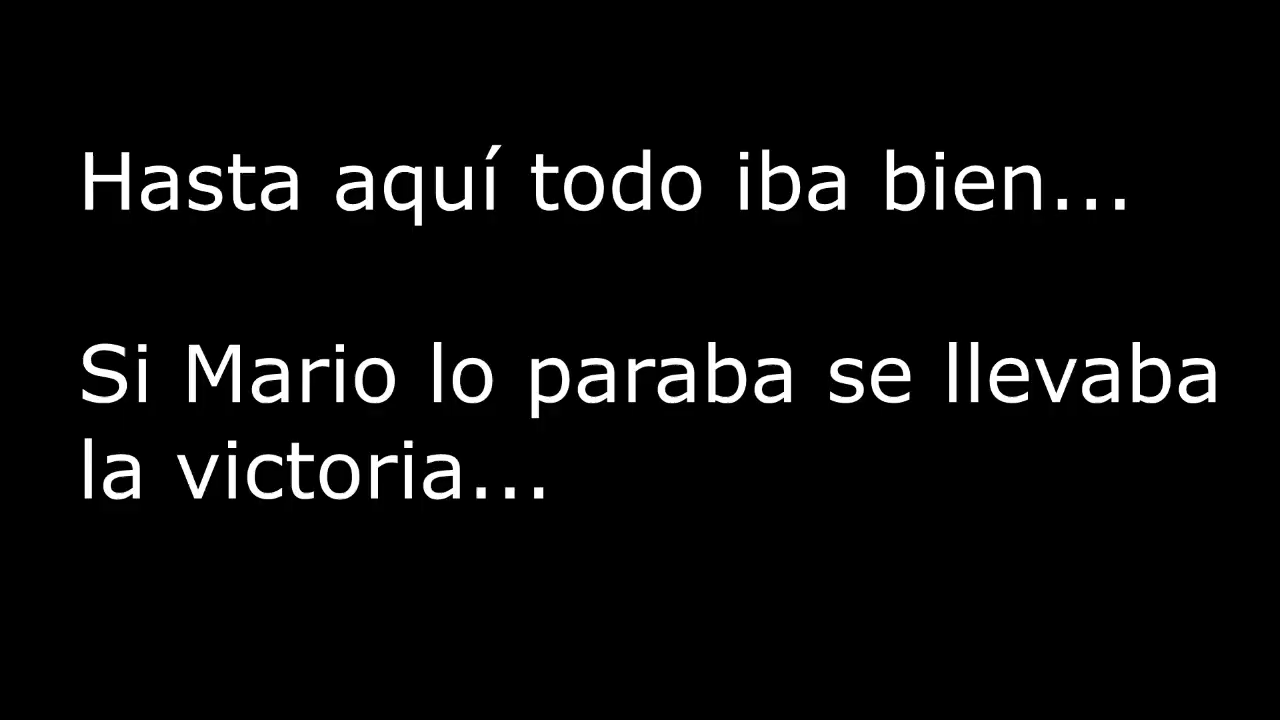 Hasta aquí todo iba bien...
Si Mario lo paraba se llevaba
la victoria...